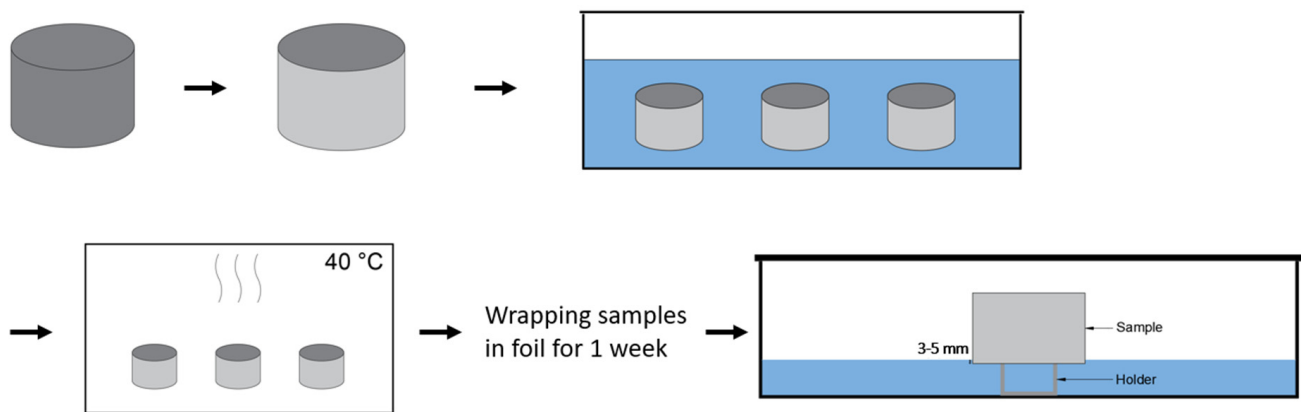 40 °C
Wrapping samples
in foil for 1 week
Sample
3-5 mm
Holder